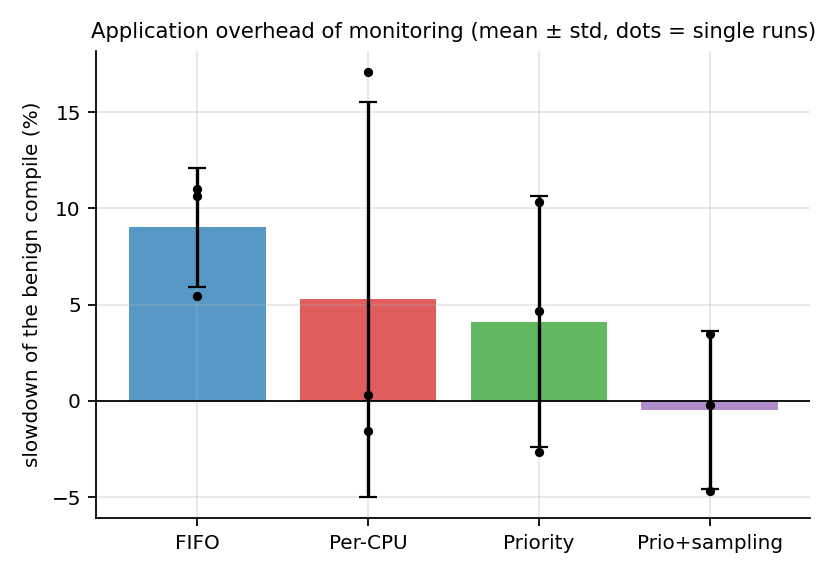 Application overhead of monitoring (mean ± std, dots = single runs)
slowdown of the benign compile (%)
15
10
5
0
−5
FIFO Per-CPU Priority Prio+sampling